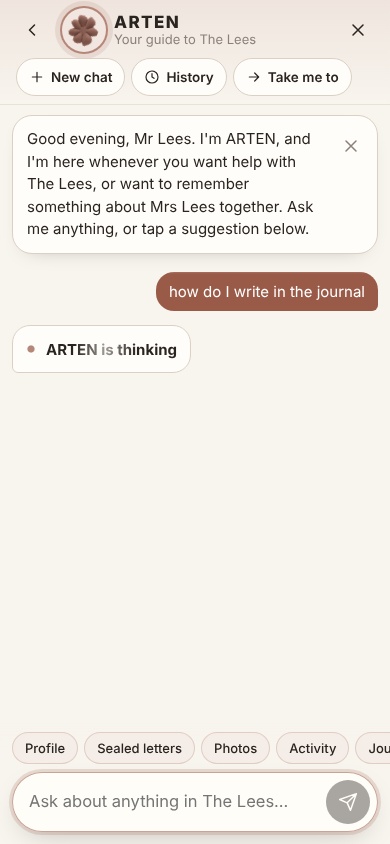 ARTEN
Your guide to The Lees
New chat
History
Take me to
Good evening, Mr Lees. I'm ARTEN, and
I'm here whenever you want help with
The Lees, or want to remember
something about Mrs Lees together. Ask
me anything, or tap a suggestion below.
how do I write in the journal
ARTEN is thinking
Profile
Sealed letters
Photos
Activity
Jou
Ask about anything in The Lees...